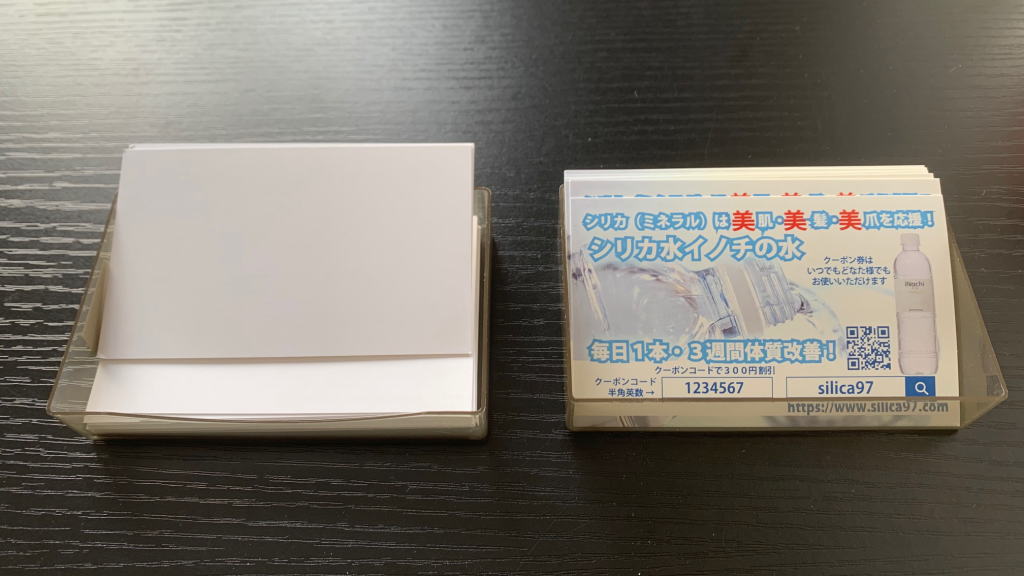 シリカ（ミネラル）は美肌・美髪・美爪を応援！
シリカ水イノチの水
クーポン券は
いつでもどなた様でも
お使いいただけます
iNochi
毎日１本・３週間体質改善！
クーポンコードで３００円割引
クーポンコード
半角英数→
1234567
silica97
https://www.silica97.com